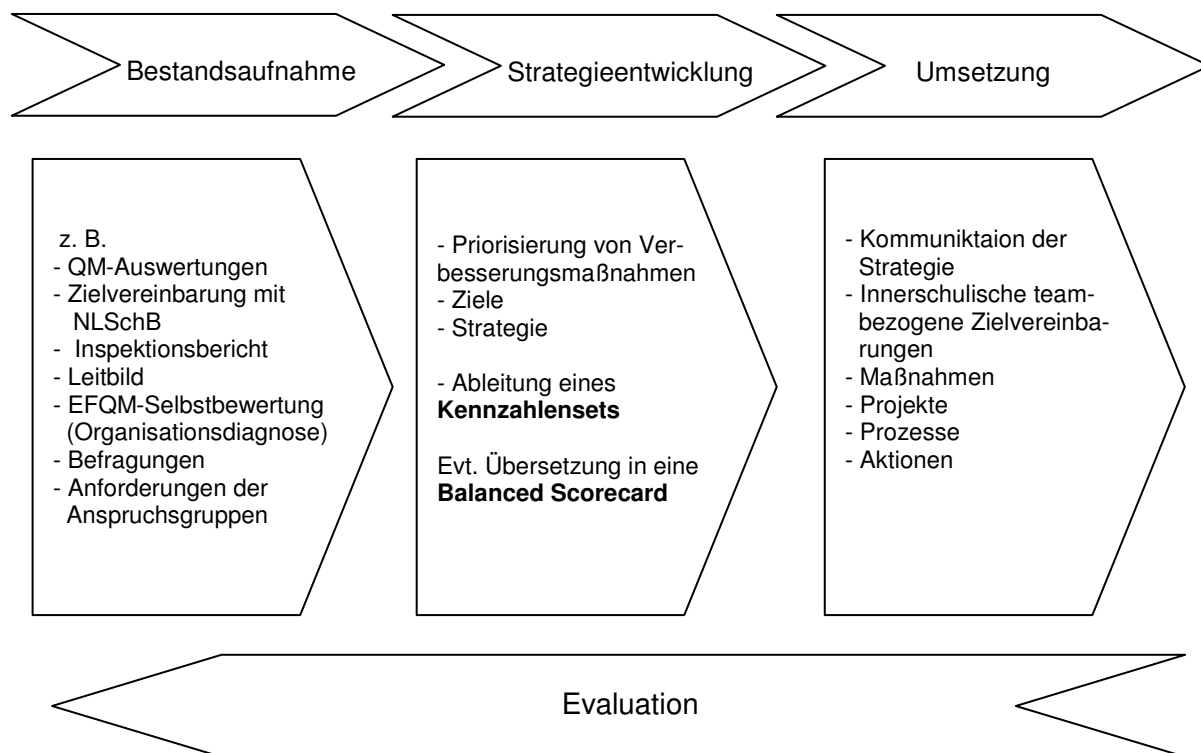 Bestandsaufnahme
Strategieentwicklung
Umsetzung
z. B.
- QM-Auswertungen
- Zielvereinbarung mit
NLSchB
- Inspektionsbericht
- Leitbild
- EFQM-Selbstbewertung
(Organisationsdiagnose)
- Befragungen
- Anforderungen der
Anspruchsgruppen
- Priorisierung von Ver-
besserungsmaßnahmen
- Ziele
- Strategie
- Ableitung eines
Kennzahlensets
Evt. Übersetzung in eine
Balanced Scorecard
- Kommuniktaion der
Strategie
- Innerschulische team-
bezogene Zielvereinba-
rungen
- Maßnahmen
- Projekte
- Prozesse
- Aktionen
Evaluation